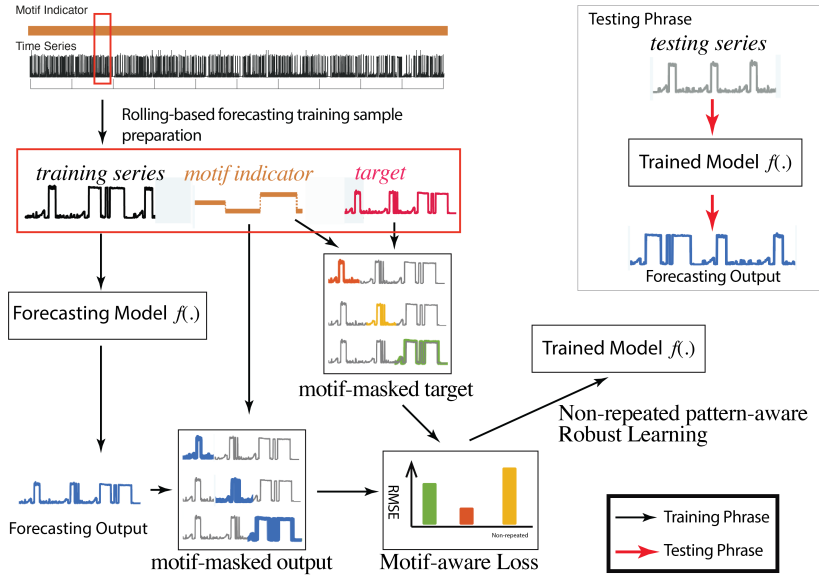 Motif Indicator
Time Series
Rolling-based forecasting training sample
preparation
training series
motif indicator
target
Forecasting Model f(.)
motif-masked target
Forecasting Output
motif-masked output
RMSE
Non-repeated
Motif-aware Loss
Trained Model f(.)
Non-repeated pattern-aware
Robust Learning
Testing Phrase
testing series
Trained Model f(.)
Forecasting Output
Training Phrase
Testing Phrase